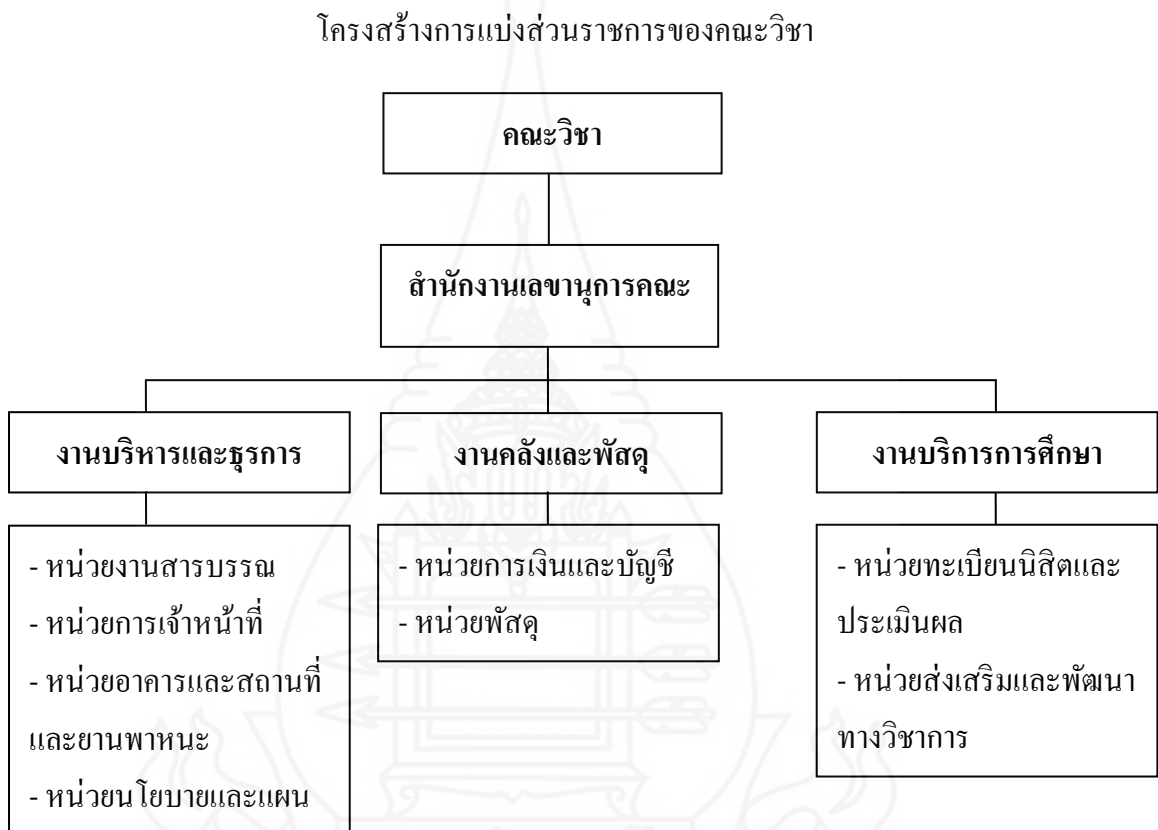 โครงสร้างการแบ่งส่วนราชการของคณะวิชา
คณะวิชา
สำนักงานเลขานุการคณะ
งานบริหารและธุรการ
งานคลังและพัสดุ
งานบริการการศึกษา
- หน่วยงานสารบรรณ
- หน่วยการเจ้าหน้าที่
- หน่วยอาคารและสถานที่
และยานพาหนะ
- หน่วยนโยบายและแผน
- หน่วยการเงินและบัญชี
- หน่วยพัสดุ
- หน่วยทะเบียนนิสิตและ
ประเมินผล
- หน่วยส่งเสริมและพัฒนา
ทางวิชาการ